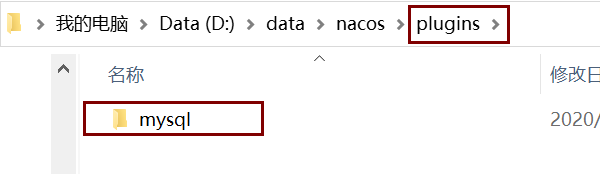 我的电脑 Data (D:) data nacos plugins
名称 修改日
mysql 2020/